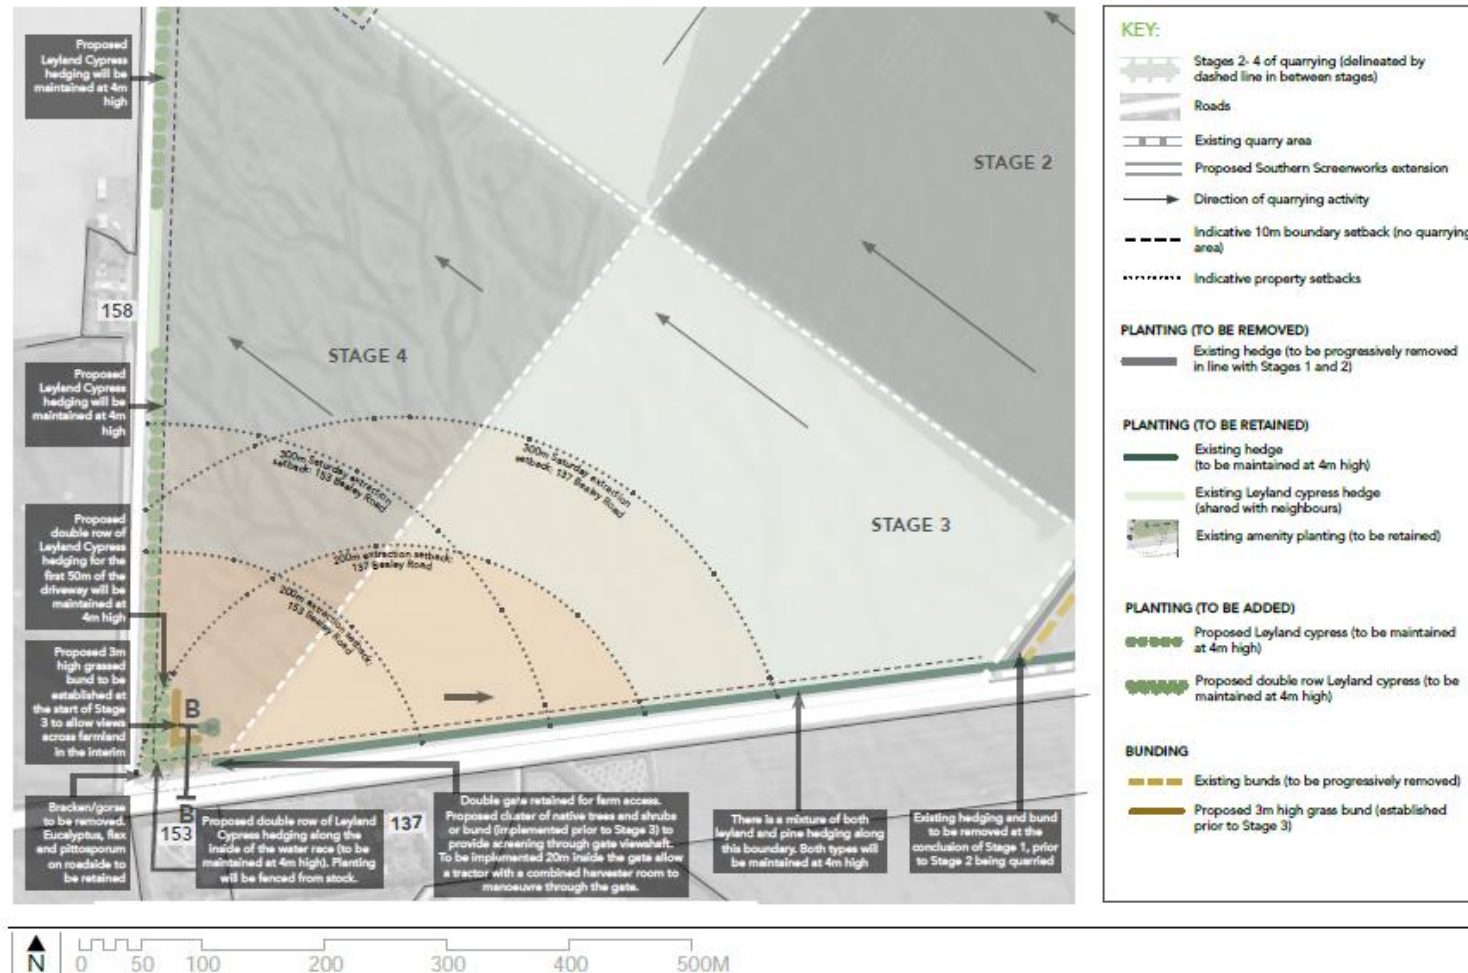 Proposed
Leyland Cypress
hedging will be
maintained at 4m
high
STAGE 2
158
STAGE 4
Proposed
Leyland Cypress
hedging will be
maintained at 4m
high
300m Saturday extraction
setback: 153 Bealey Road
300m Saturday extraction
setback: 137 Bealey Road
STAGE 3
Proposed
double row of
Leyland Cypress
hedging for the
first 50m of the
driveway will be
maintained at
4m high
200m extraction setback:
137 Bealey Road
200m extraction setback:
153 Bealey Road
Proposed 3m
high grassed
bund to be
established at
the start of Stage
3 to allow views
across farmland
in the interim
B
B
153
137
Bracken/gorse
to be removed.
Eucalyptus, flax
and pittosporum
on roadside to
be retained
Proposed double row of Leyland
Cypress hedging along the
inside of the water race (to be
maintained at 4m high). Planting
will be fenced from stock.
Double gate retained for farm access.
Proposed cluster of native trees and shrubs
or bund (implemented prior to Stage 3) to
provide screening through gate viewshaft.
To be implemented 20m inside the gate allow
a tractor with a combined harvester room to
manoeuvre through the gate.
There is a mixture of both
leyland and pine hedging along
this boundary. Both types will
be maintained at 4m high
Existing hedging and bund
to be removed at the
conclusion of Stage 1, prior
to Stage 2 being quarried
KEY:
Stages 2- 4 of quarrying (delineated by
dashed line in between stages)
Roads
Existing quarry area
Proposed Southern Screenworks extension
Direction of quarrying activity
Indicative 10m boundary setback (no quarrying
area)
Indicative property setbacks
PLANTING (TO BE REMOVED)
Existing hedge (to be progressively removed
in line with Stages 1 and 2)
PLANTING (TO BE RETAINED)
Existing hedge
(to be maintained at 4m high)
Existing Leyland cypress hedge
(shared with neighbours)
Existing amenity planting (to be retained)
PLANTING (TO BE ADDED)
Proposed Leyland cypress (to be maintained
at 4m high)
Proposed double row Leyland cypress (to be
maintained at 4m high)
BUNDING
Existing bunds (to be progressively removed)
Proposed 3m high grass bund (established
prior to Stage 3)
N
0 50 100 200 300 400 500M